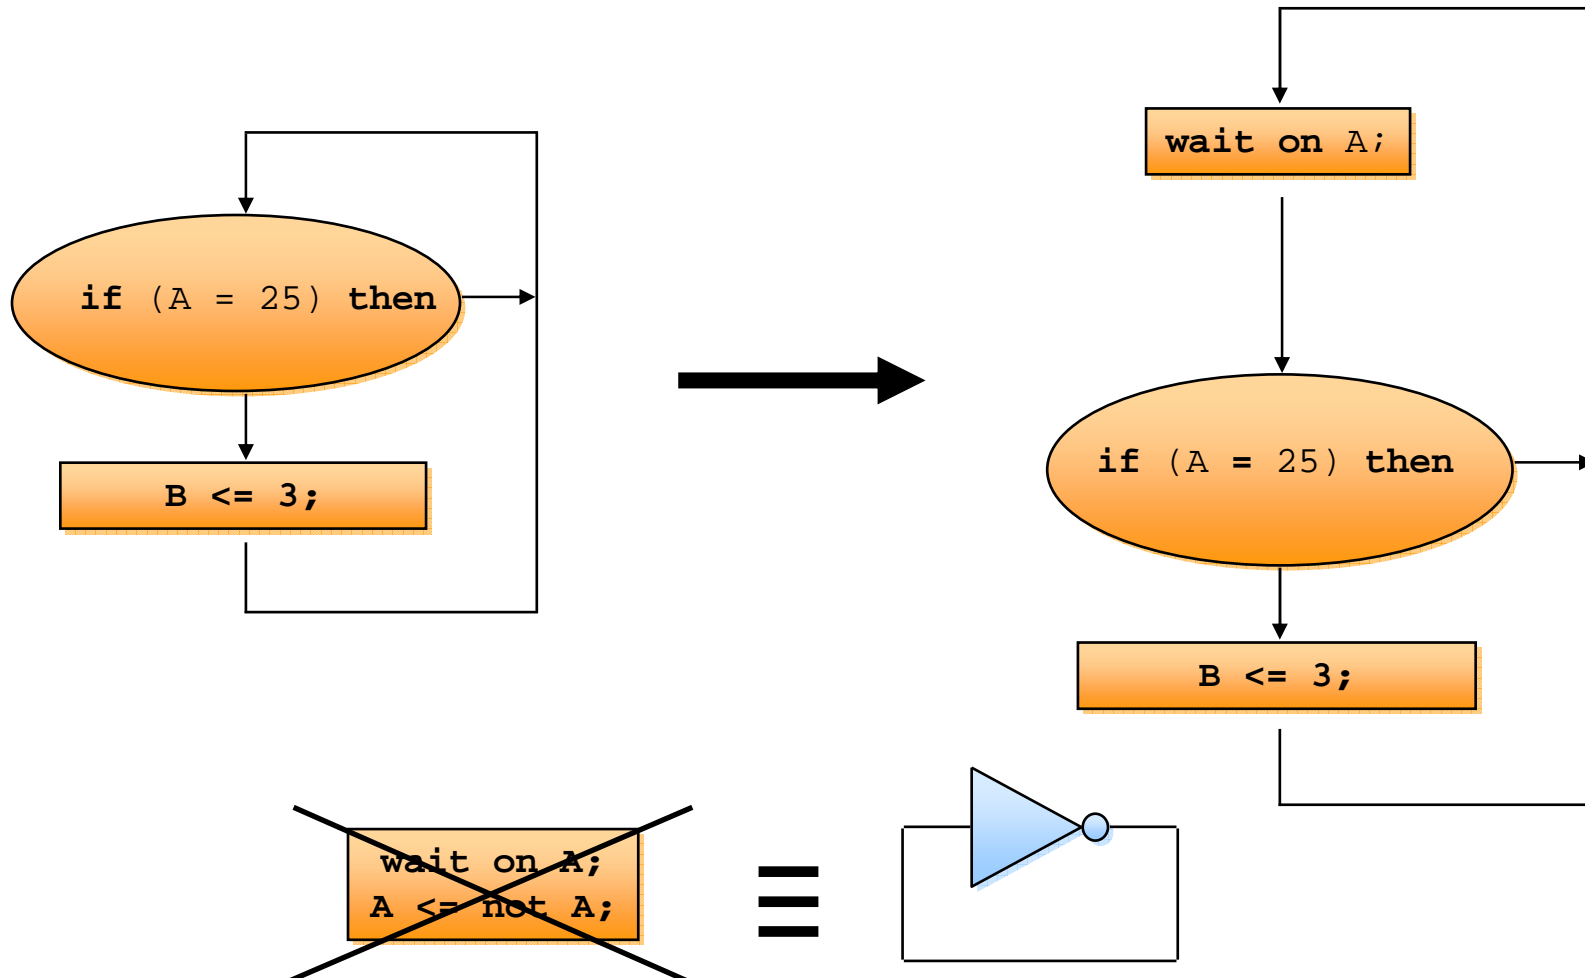 if (A = 25) then
B <= 3;
wait on A;
if (A = 25) then
B <= 3;
wait on A;
A <= not A;